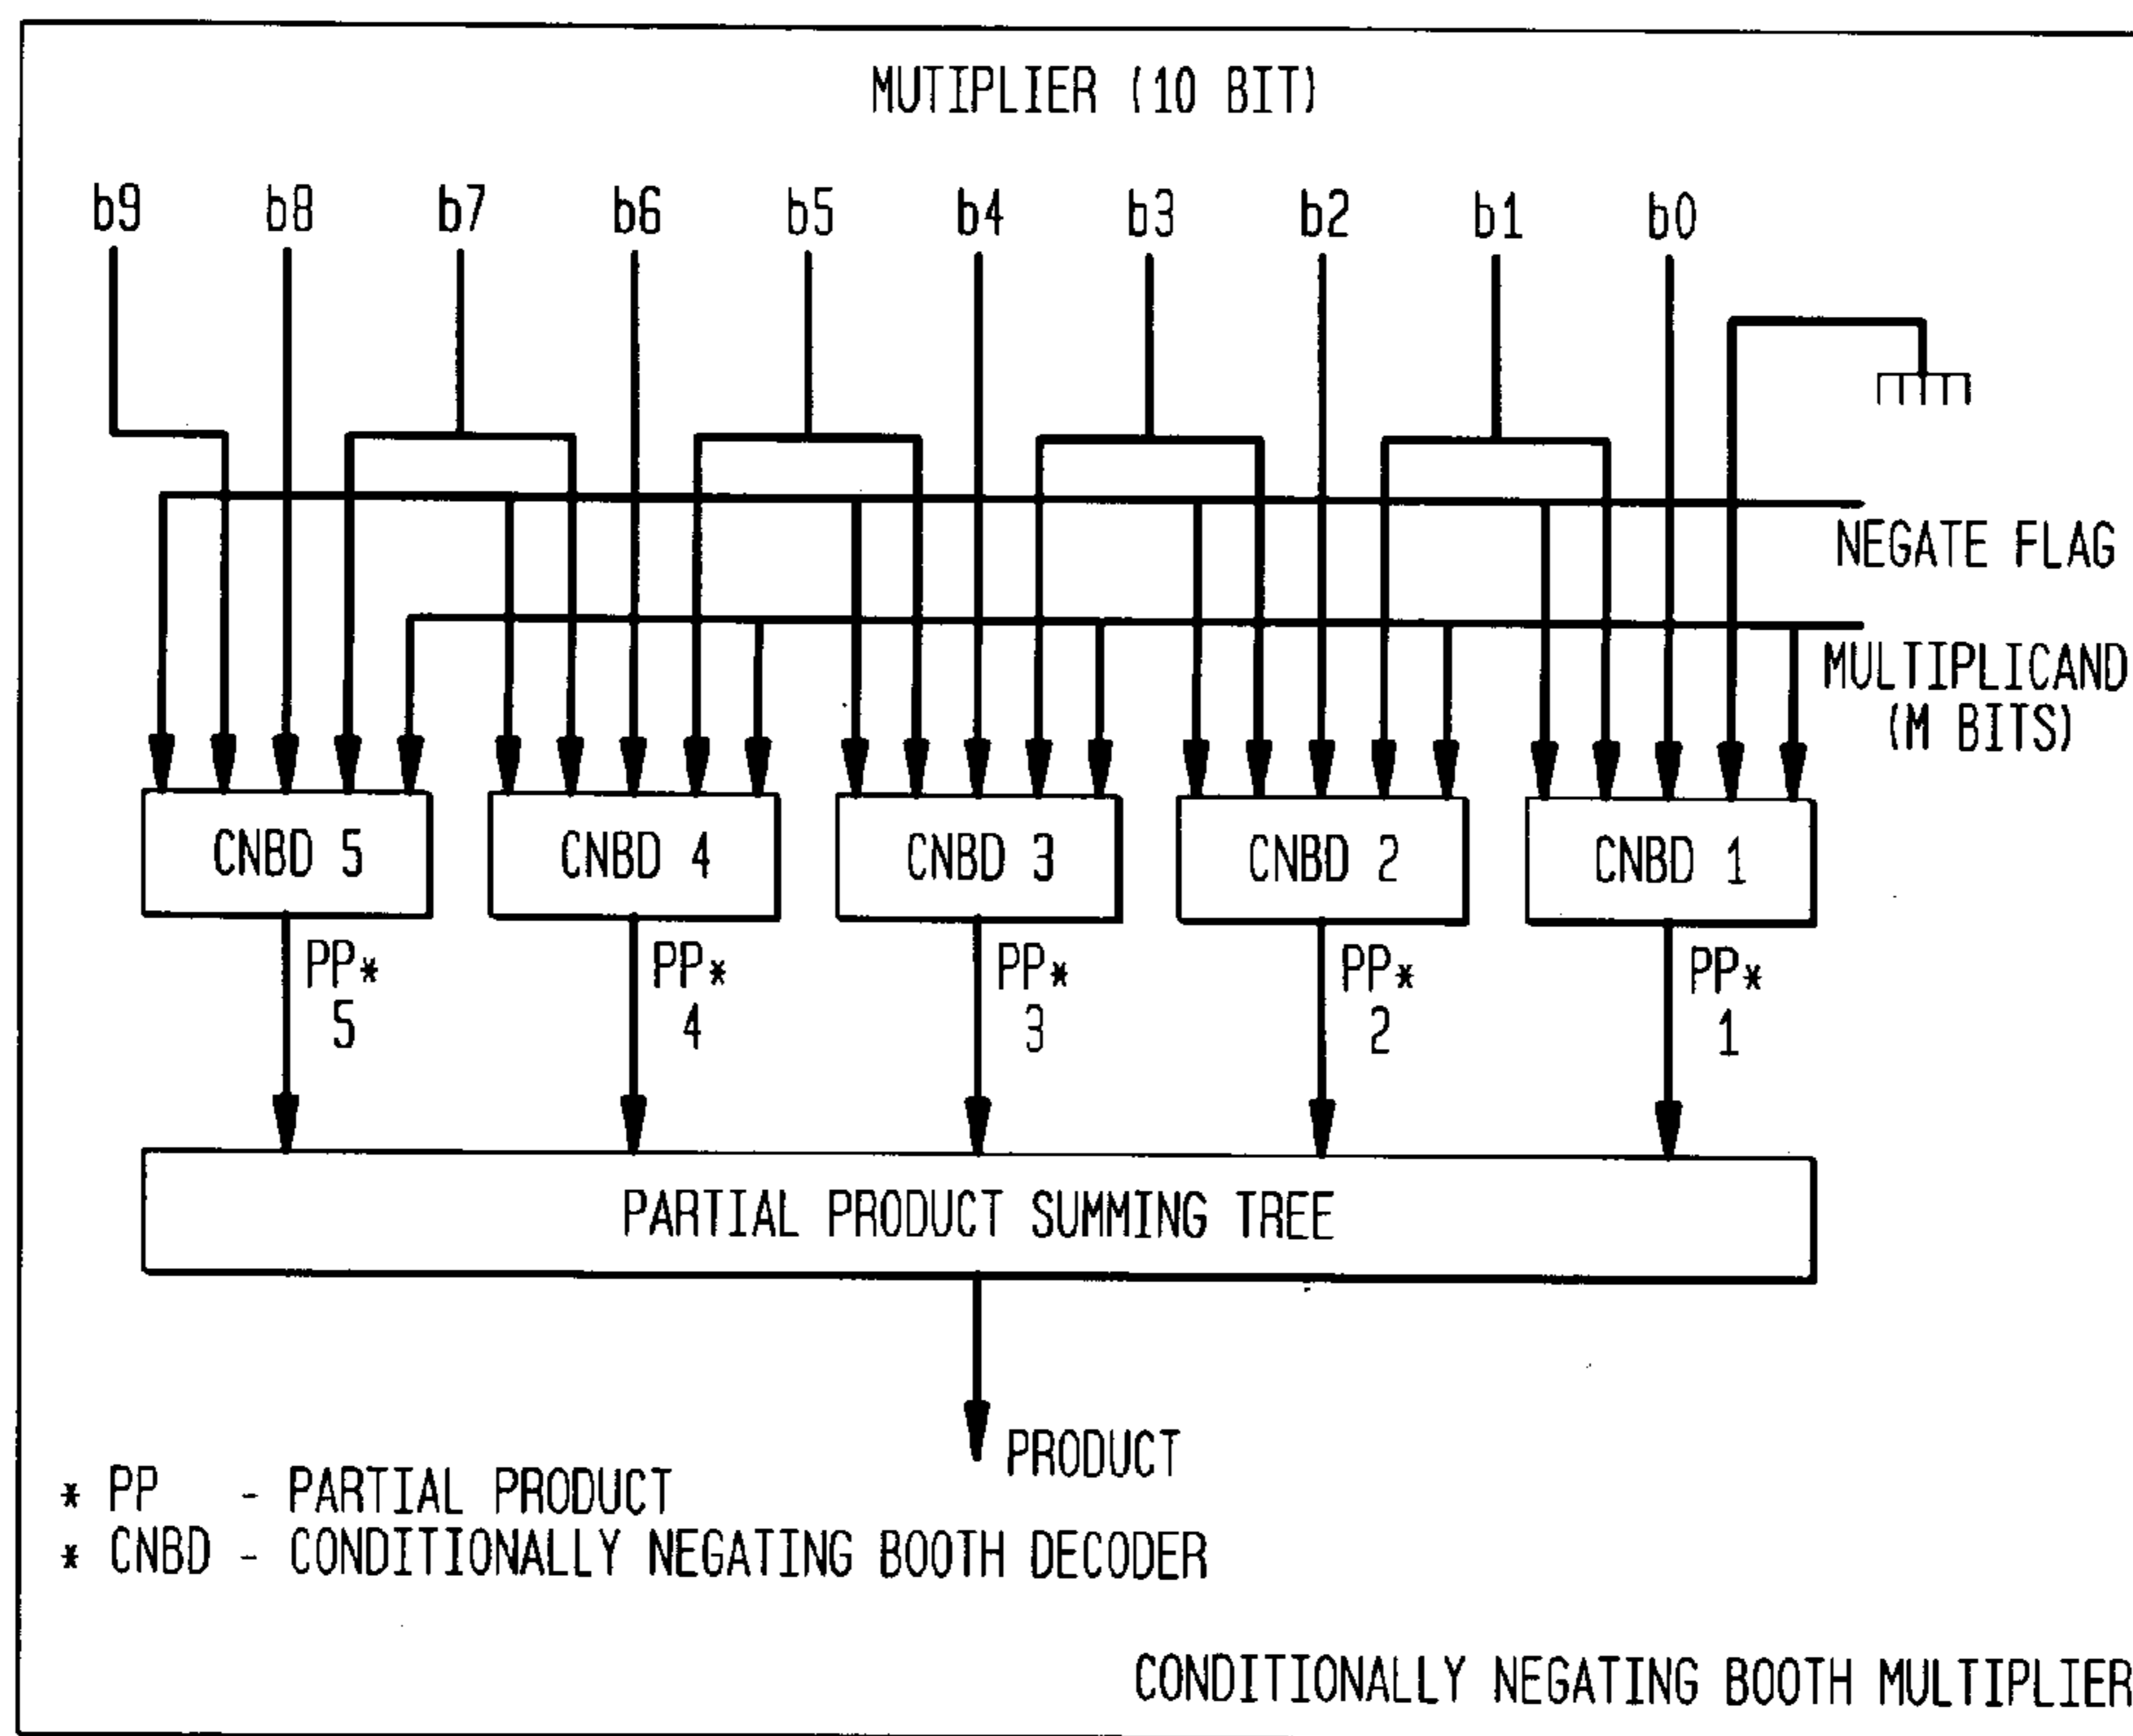 MUTIPLIER (10 BIT)
b9 b8 b7 b6 b5 b4 b3 b2 b1 b0
NEGATE FLAG
MULTIPLICAND
(M BITS)
CNBD 5 CNBD 4 CNBD 3 CNBD 2 CNBD 1
PP* PP* PP* PP* PP*
5 4 3 2 1
PARTIAL PRODUCT SUMMING TREE
PRODUCT
* PP - PARTIAL PRODUCT
* CNBD - CONDITIONALLY NEGATING BOOTH DECODER
CONDITIONALLY NEGATING BOOTH MULTIPLIER